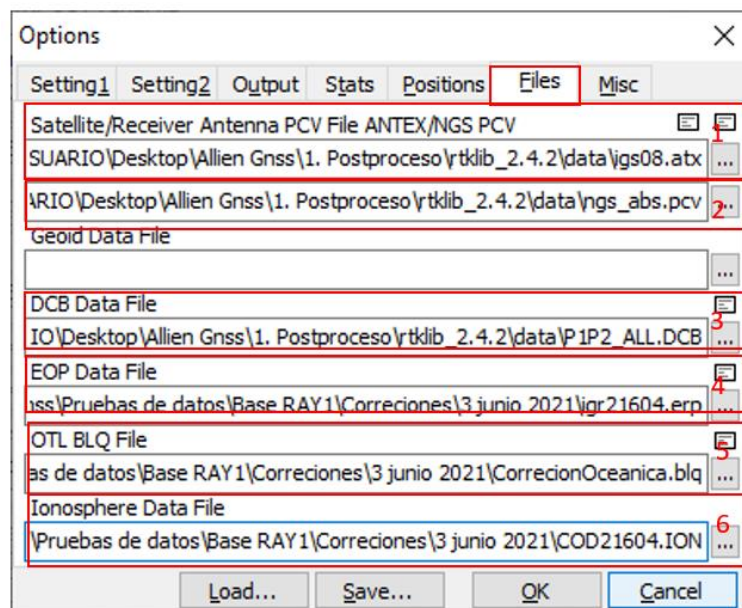 Options
Setting1 Setting2 Output Stats Positions Files Misc
Satellite/Receiver Antenna PCV File ANTEX/NGS PCV 1
SUARIO\Desktop\Allien Gnss\1. Postproceso\rtklib_2.4.2\data\igs08.atx ...
ARIO\Desktop\Allien Gnss\1. Postproceso\rtklib_2.4.2\data\ngs_abs.pcv ... 2
Geoid Data File
...
DCB Data File 3
IO\Desktop\Allien Gnss\1. Postproceso\rtklib_2.4.2\data\P1P2_ALL.DCB ...
EOP Data File 4
oss\Pruebas de datos\Base RAY1\Correciones\3 junio 2021\igr21604.erp ...
OTL BLQ File 5
as de datos\Base RAY1\Correciones\3 junio 2021\CorrecionOceanica.blq ...
Ionosphere Data File 6
\Pruebas de datos\Base RAY1\Correciones\3 junio 2021\COD21604.ION ...
Load... Save... OK Cancel